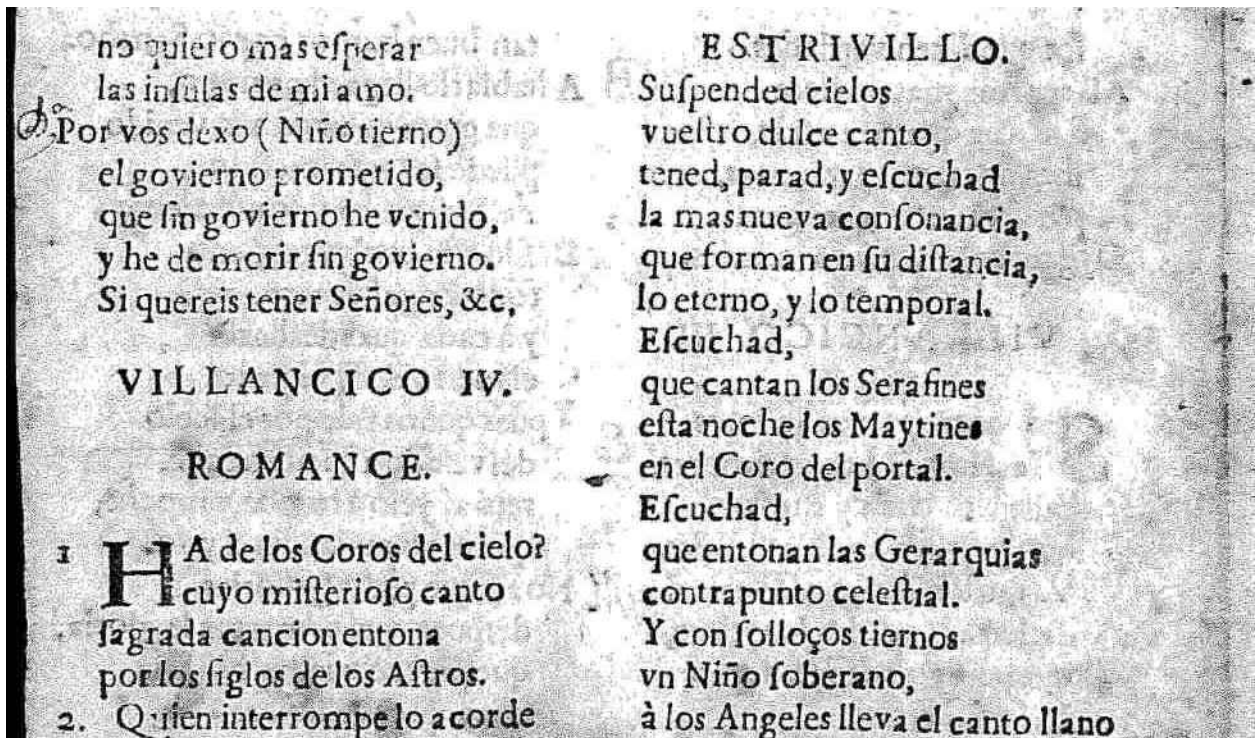 no quiero mas eſperar
las inſulas de mi amo.
Por vos dexo ( Niño tierno)
el govierno prometido,
que ſin govierno he venido,
y he de morir ſin govierno.
Si quereis tener Señores, &c,
VILLANCICO IV.
ROMANCE.
1 HA de los Coros del cielo?
cuyo miſterioſo canto
ſagrada cancion entona
por los ſiglos de los Aſtros.
2. Quien interrompe lo acorde
ESTRIVILLO.
Suſpended cielos
vueſtro dulce canto,
tened, parad, y eſcuchad
la mas nueva conſonancia,
que forman en ſu diſtancia,
lo eterno, y lo temporal.
Eſcuchad,
que cantan los Serafines
eſta noche los Maytines
en el Coro del portal.
Eſcuchad,
que entonan las Gerarquias
contrapunto celeſtial.
Y con ſolloços tiernos
vn Niño ſoberano,
à los Angeles lleva el canto llano